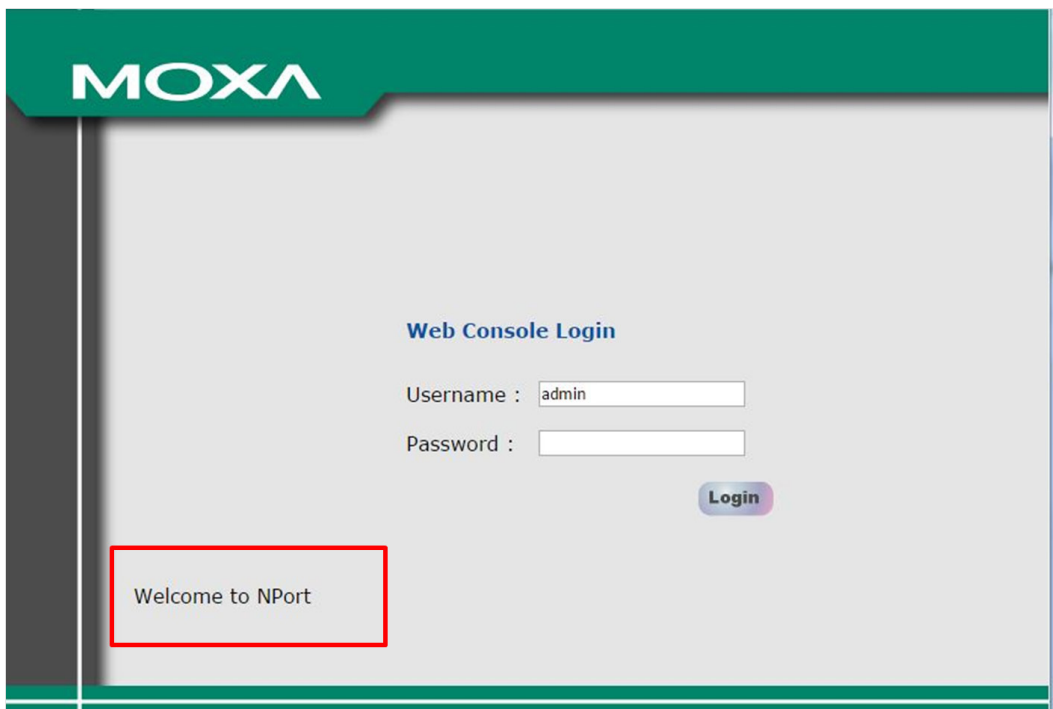 MOXA
Web Console Login
Username : admin
Password :
Login
Welcome to NPort